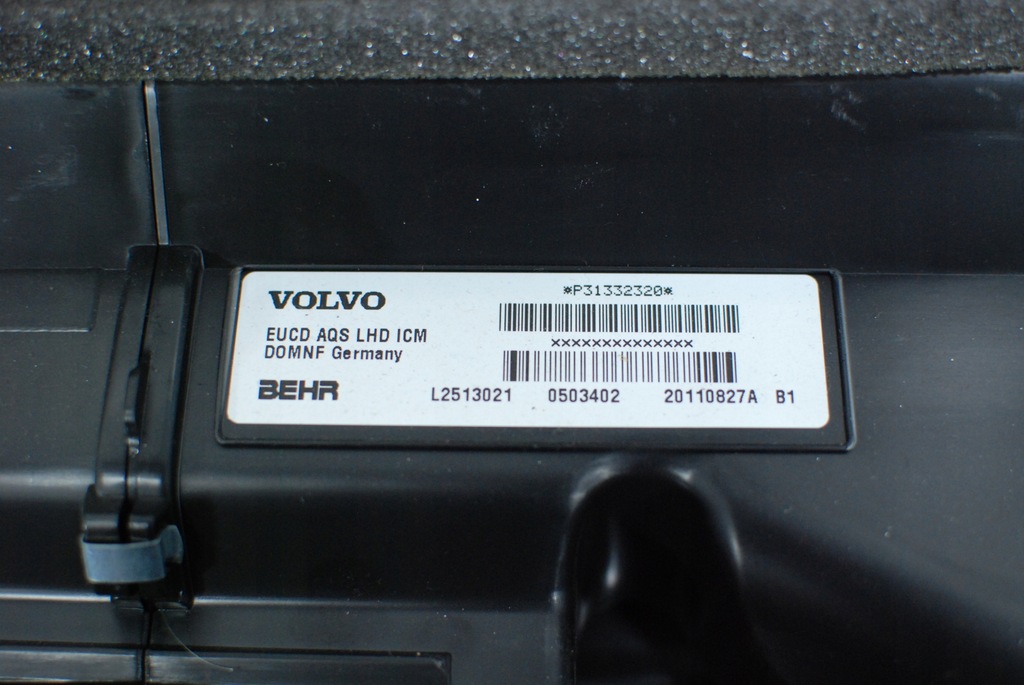 VOLVO
EUCD AQS LHD ICM
DOMNF Germany
BEHR
*P31332320*
xxxxxxxxxxxxxx
L2513021 0503402 20110827A B1